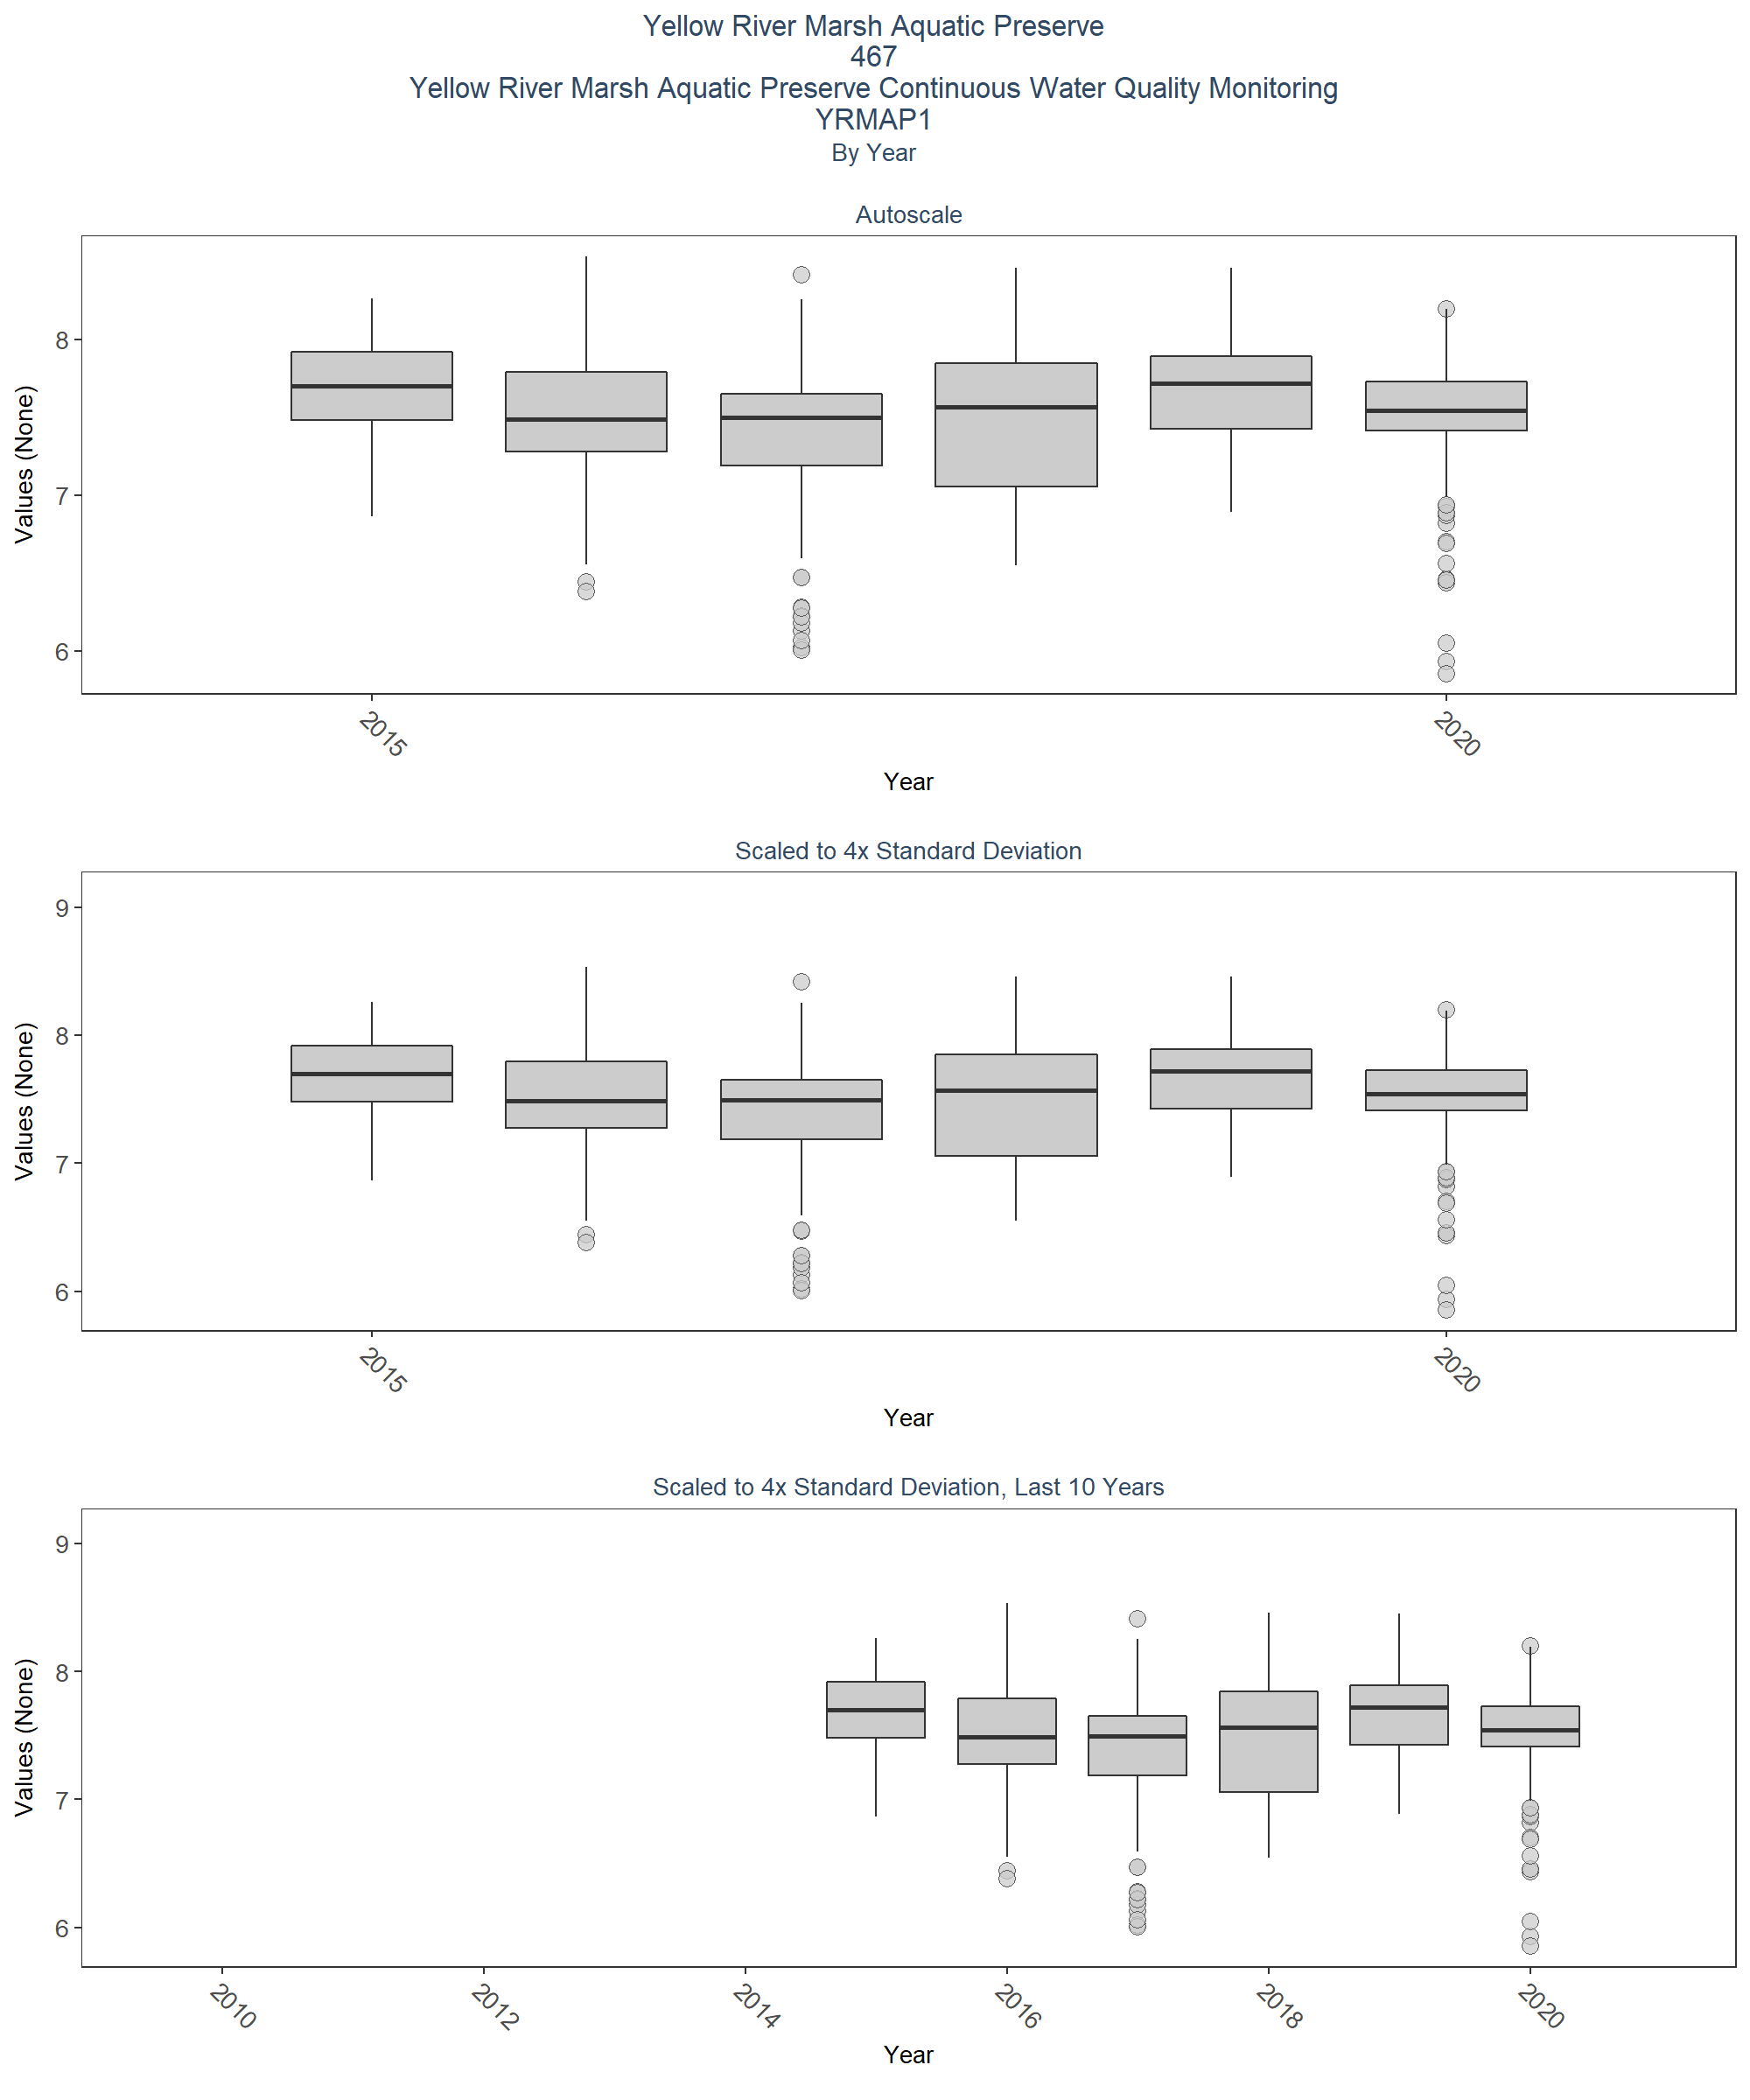 Yellow River Marsh Aquatic Preserve
467
Yellow River Marsh Aquatic Preserve Continuous Water Quality Monitoring
YRMAP1
By Year
Autoscale
Values (None)
8
7
6
2015
2020
Year
Scaled to 4x Standard Deviation
Values (None)
9
8
7
6
2015
2020
Year
Scaled to 4x Standard Deviation, Last 10 Years
Values (None)
9
8
7
6
2010
2012
2014
2016
2018
2020
Year